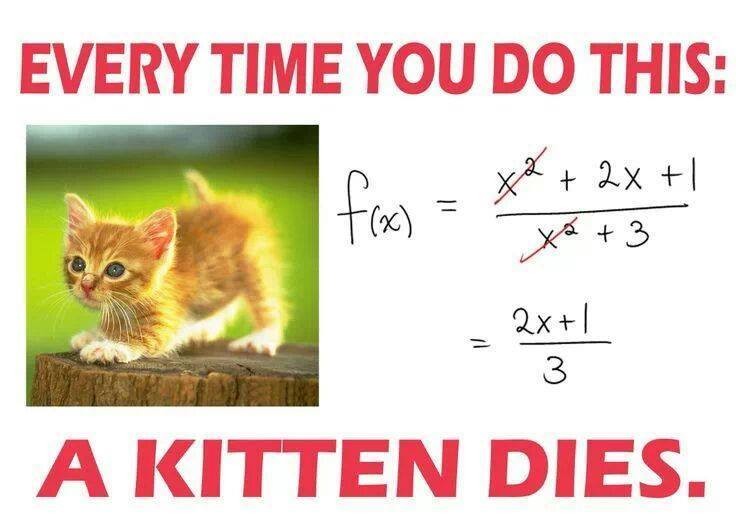 EVERY TIME YOU DO THIS:
f(x) = x² + 2x + 1 / x² + 3
= 2x+1 / 3
A KITTEN DIES.